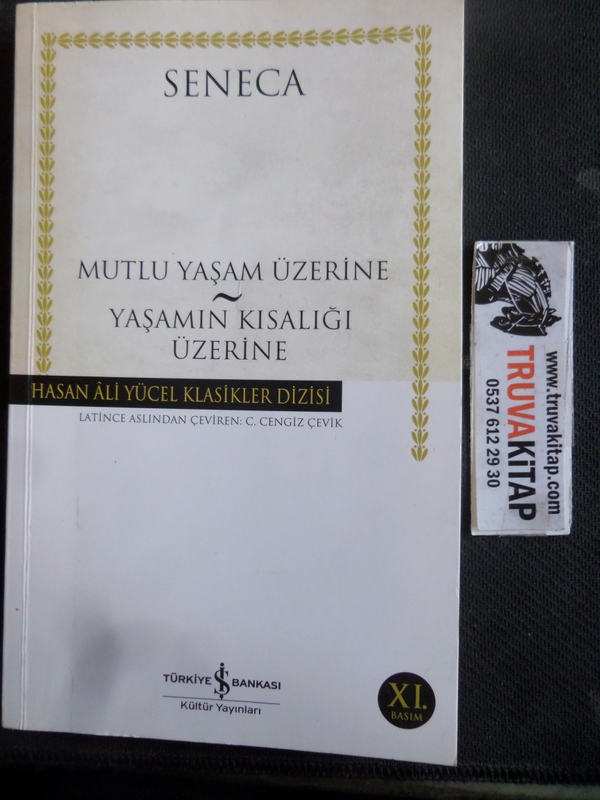 SENECA
MUTLU YAŞAM ÜZERİNE
~
YAŞAMIN KISALIĞI
ÜZERİNE
HASAN ÂLİ YÜCEL KLASİKLER DİZİSİ
LATİNCE ASLINDAN ÇEVİREN: C. CENGİZ ÇEVİK
TÜRKİYE İŞ BANKASI
Kültür Yayınları
XI.
BASIM
www.truvakitap.com
TRUVAKiTAP
0537 612 29 30